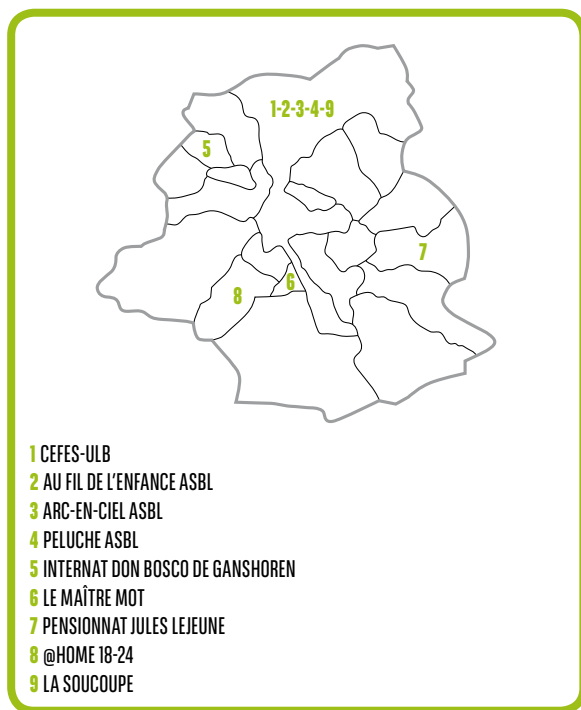 1-2-3-4-9
5
7
8
6
1 CEFES-ULB
2 AU FIL DE L'ENFANCE ASBL
3 ARC-EN-CIEL ASBL
4 PELUCHE ASBL
5 INTERNAT DON BOSCO DE GANSHOREN
6 LE MAÎTRE MOT
7 PENSIONNAT JULES LEJEUNE
8 @HOME 18-24
9 LA SOUCOUPE